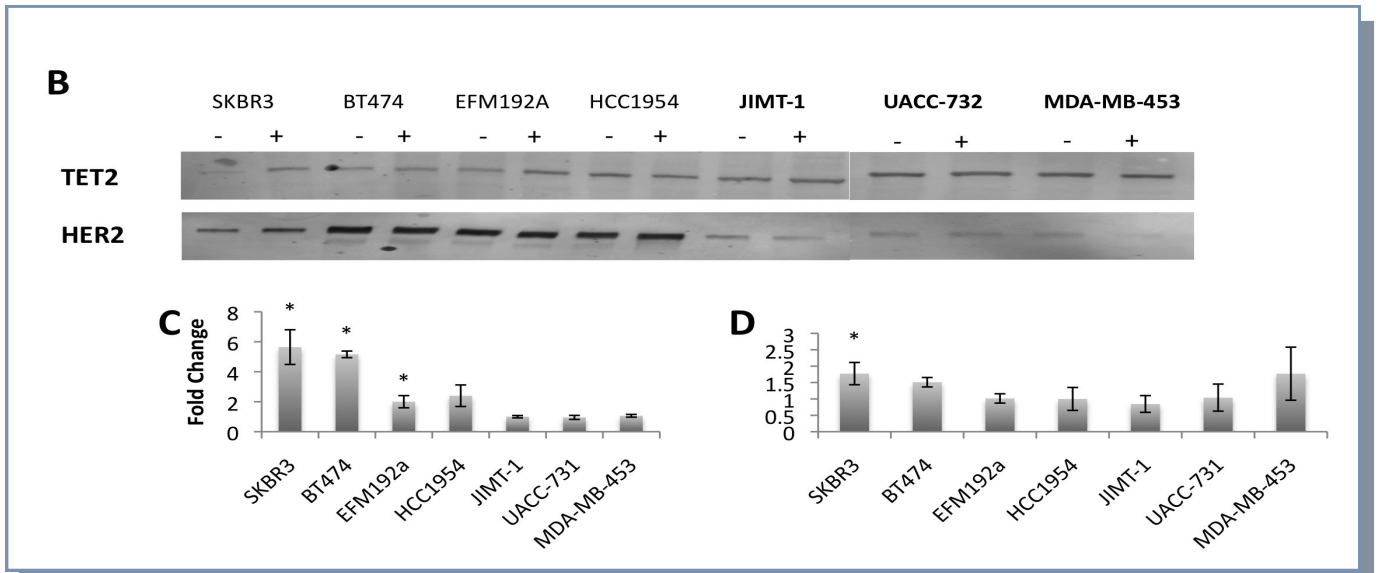 B
SKBR3 BT474 EFM192A HCC1954 JIMT-1 UACC-732 MDA-MB-453
- + - + - + - + - + - + - +
TET2
HER2
C
Fold Change
8
6
4
2
0
* * *
SKBR3 BT474 EFM192a HCC1954 JIMT-1 UACC-731 MDA-MB-453
D
3
2.5
2
1.5
1
0.5
0
*
SKBR3 BT474 EFM192a HCC1954 JIMT-1 UACC-731 MDA-MB-453